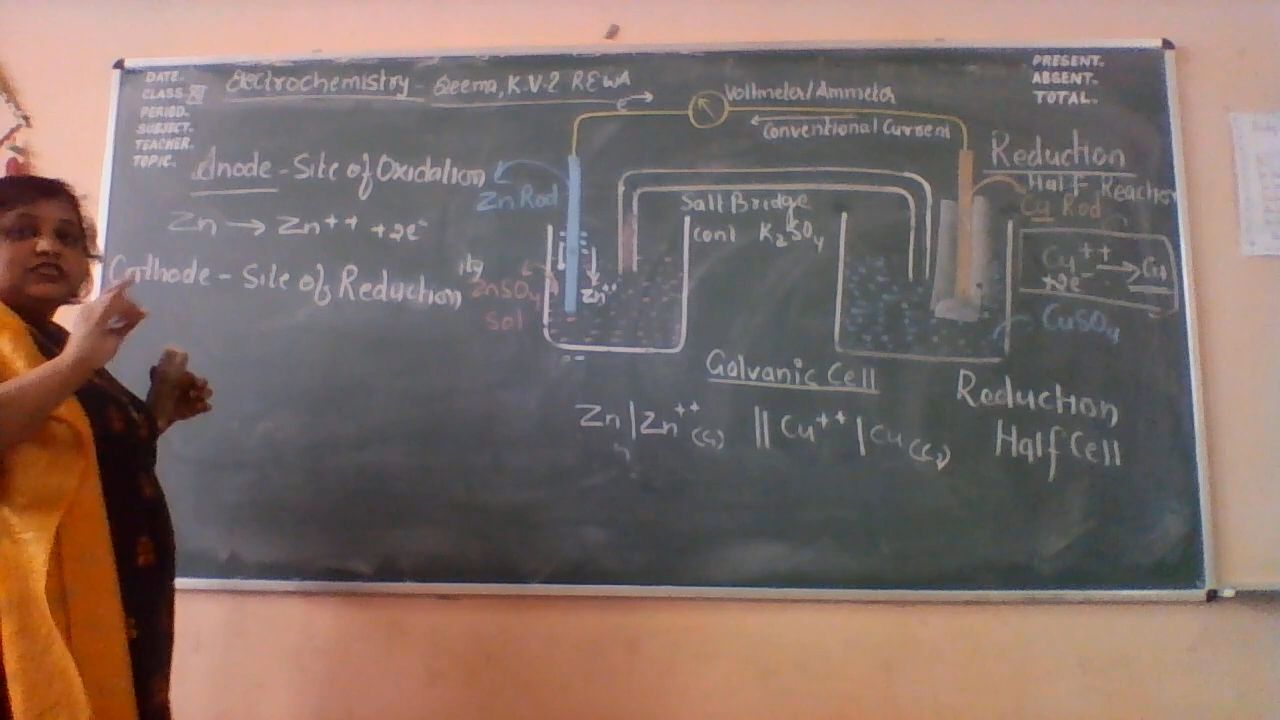 DATE.
CLASS. XII
PERIOD.
SUBJECT.
TEACHER.
TOPIC.
Electrochemistry - Seema, K.V-2 REWA
PRESENT.
ABSENT.
TOTAL.
Voltmeter/Ammeter
Conventional Current
Anode - Site of Oxidation
Zn → Zn++ +2e-
Cathode - Site of Reduction
Zn Rod
ZnSO4
Sol
Zn++
Salt Bridge
cont K2SO4
Reduction
Half Reaction
Cu Rod
Cu++ → Cu
+2e-
CuSO4
Galvanic Cell
Zn | Zn++ (C1) || Cu++ | Cu (C2)
Reduction
Half Cell